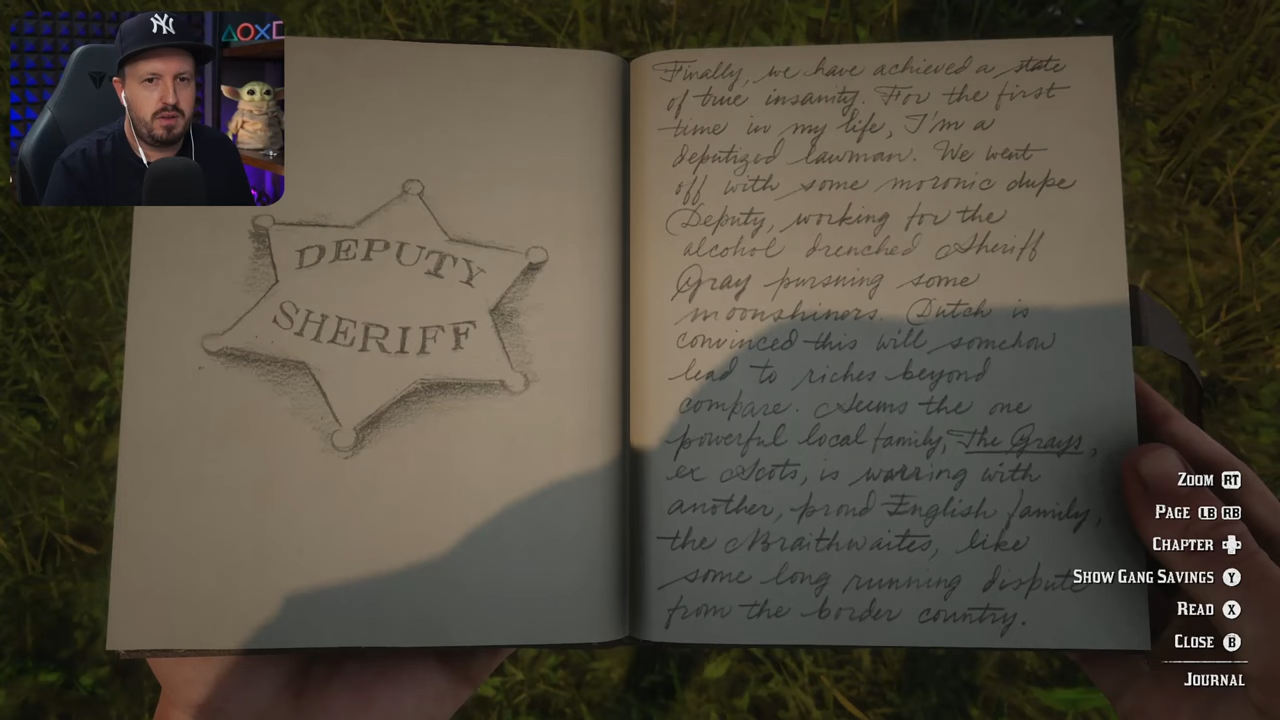 DEPUTY
SHERIFF
Finally, we have achieved a state
of true insanity. For the first
time in my life, I'm a
deputized lawman. We went
off with some moronic dupe
Deputy, working for the
alcohol drenched Sheriff
Gray pursuing some
moonshiners. Dutch is
convinced this will somehow
lead to riches beyond
compare. Seems the one
powerful local family, The Grays,
ex Scots, is warring with
another, proud English family,
the Braithwaites, like
some long running dispute
from the border country.
ZOOM RT
PAGE LB RB
CHAPTER
SHOW GANG SAVINGS Y
READ X
CLOSE B
JOURNAL